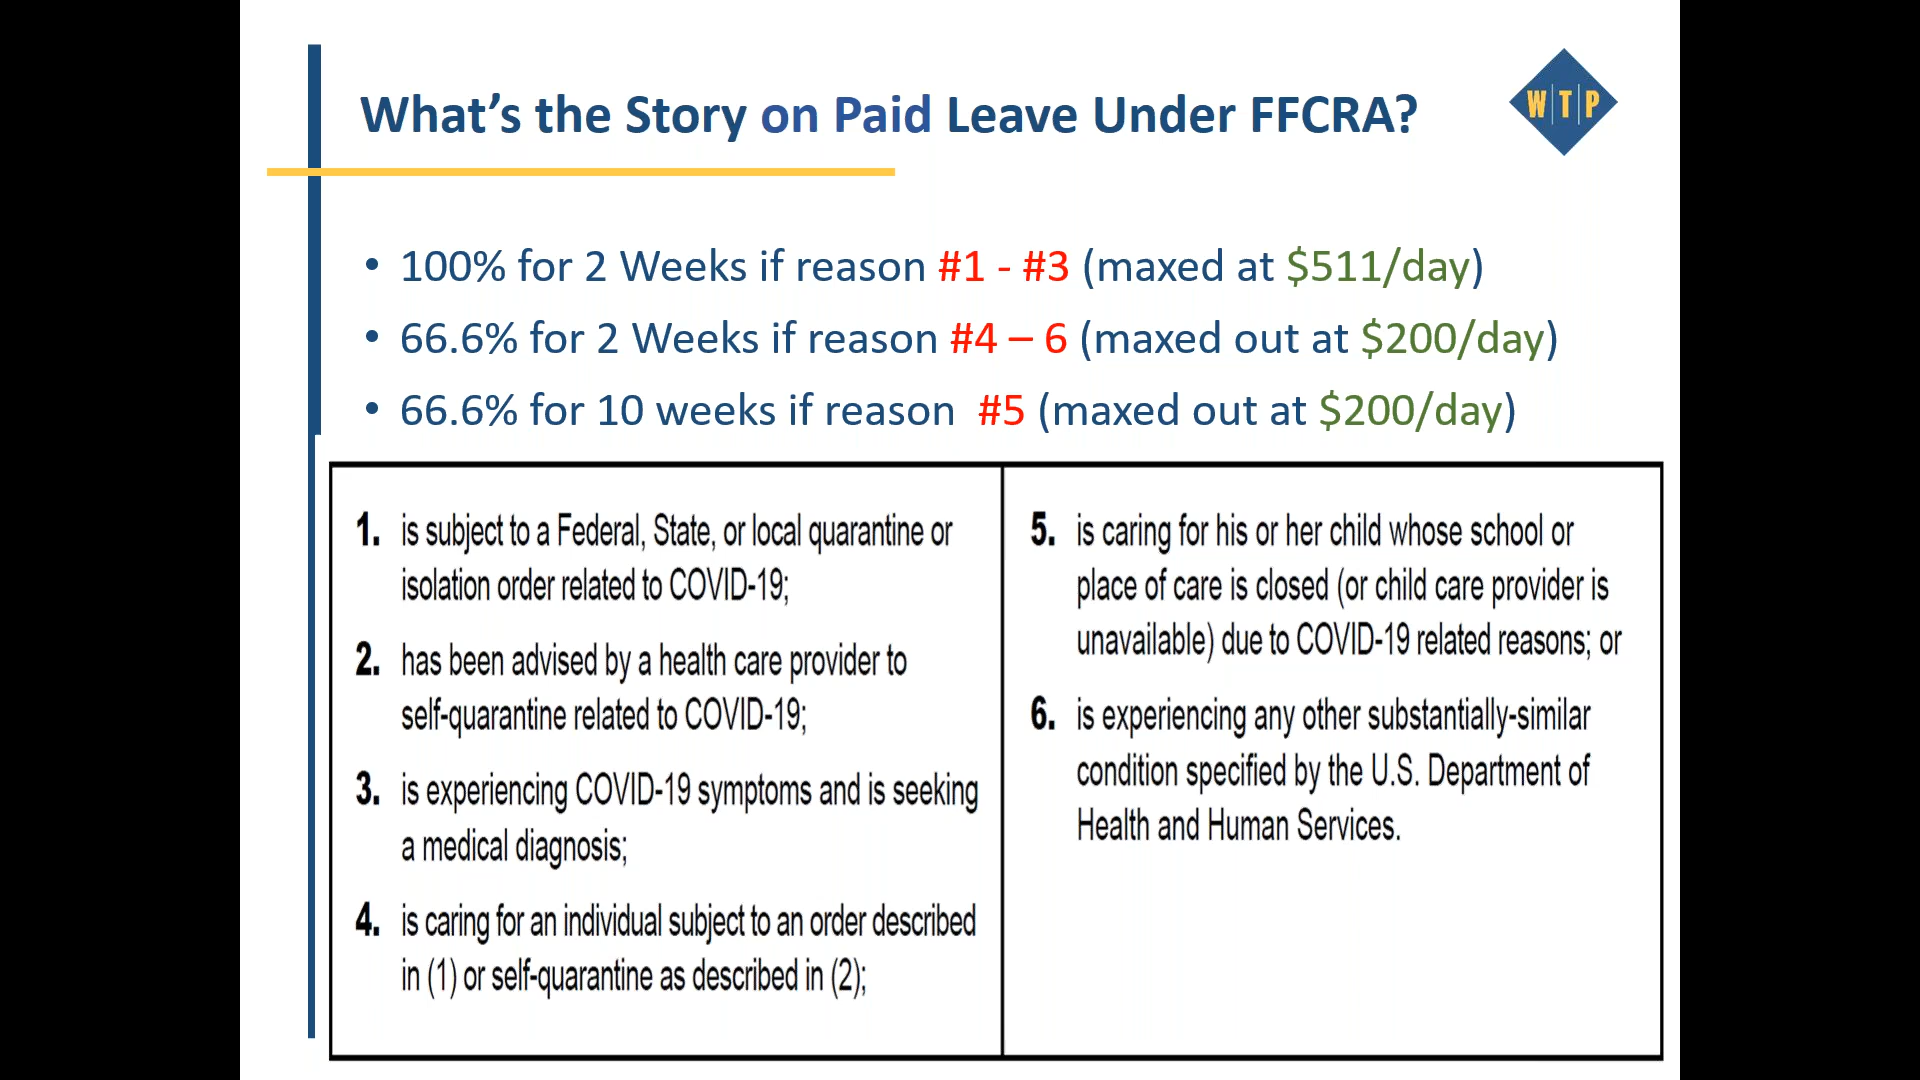 What's the Story on Paid Leave Under FFCRA?
W|T|P
• 100% for 2 Weeks if reason #1 - #3 (maxed at $511/day)
• 66.6% for 2 Weeks if reason #4 – 6 (maxed out at $200/day)
• 66.6% for 10 weeks if reason  #5 (maxed out at $200/day)
1. is subject to a Federal, State, or local quarantine or
isolation order related to COVID-19;
2. has been advised by a health care provider to
self-quarantine related to COVID-19;
3. is experiencing COVID-19 symptoms and is seeking
a medical diagnosis;
4. is caring for an individual subject to an order described
in (1) or self-quarantine as described in (2);
5. is caring for his or her child whose school or
place of care is closed (or child care provider is
unavailable) due to COVID-19 related reasons; or
6. is experiencing any other substantially-similar
condition specified by the U.S. Department of
Health and Human Services.